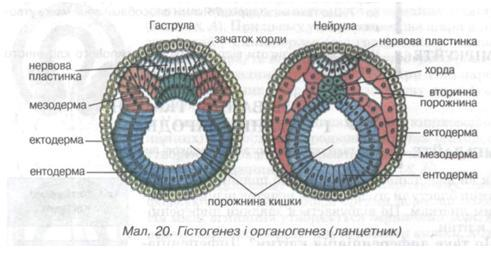 Гаструла
Нейрула
зачаток хорди
нервова
пластинка
мезодерма
ектодерма
ентодерма
порожнина кишки
нервова пластинка
хорда
вторинна
порожнина
ектодерма
мезодерма
ентодерма
Мал. 20. Гістогенез і органогенез (ланцетник)